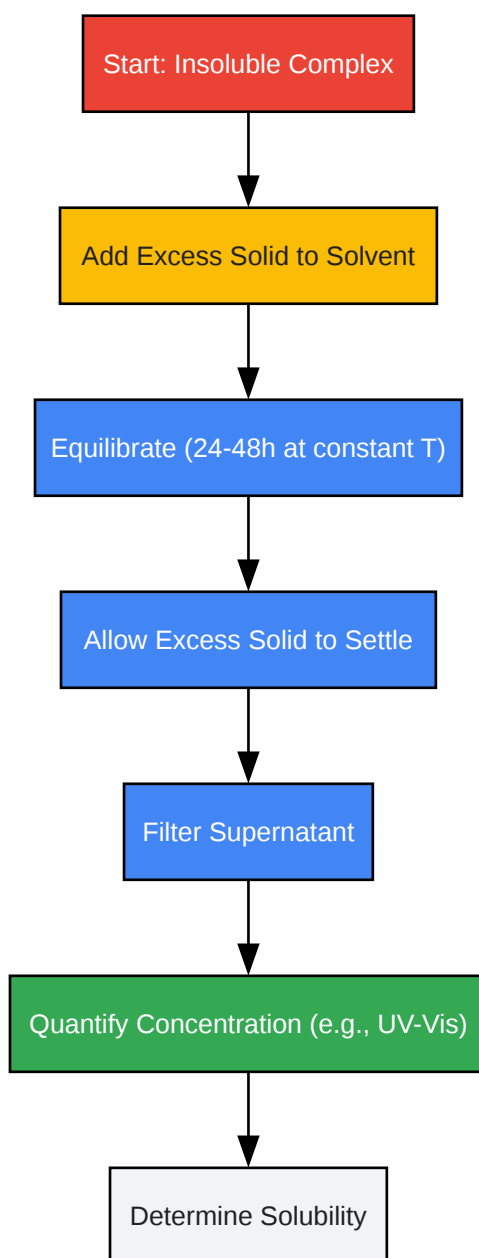 Start: Insoluble Complex
Add Excess Solid to Solvent
Equilibrate (24-48h at constant T)
Allow Excess Solid to Settle
Filter Supernatant
Quantify Concentration (e.g., UV-Vis)
Determine Solubility